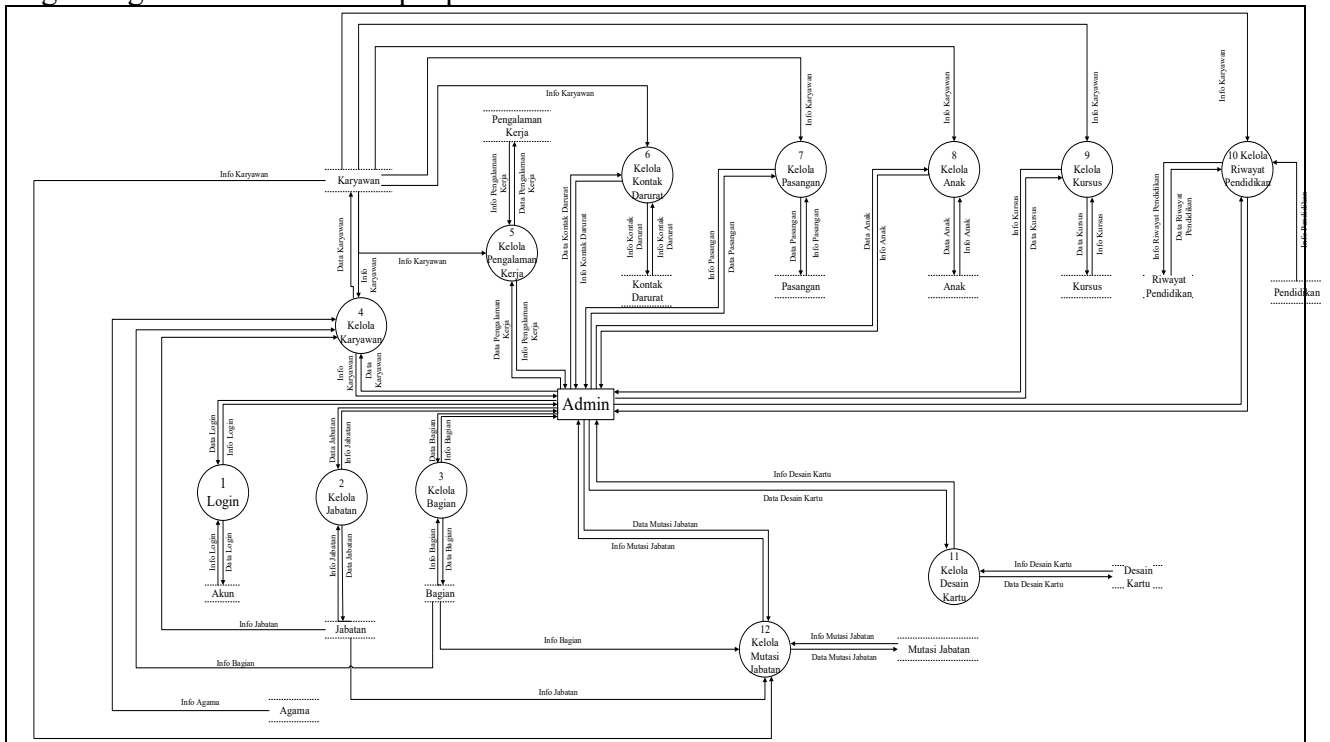 Info Karyawan
Info Karyawan
Info Karyawan
Info Karyawan
Info Karyawan
Pengalaman
Kerja
6
Kelola
Kontak
Darurat
7
Kelola
Pasangan
8
Kelola
Anak
9
Kelola
Kursus
10 Kelola
Riwayat
Pendidikan
Info Karyawan
Karyawan
Info Pengalaman
Kerja
Data Pengalaman
Kerja
Data Kontak Darurat
Info Kontak Darurat
Info Kontak
Darurat
Info Kontak
Darurat
Info Pasangan
Data Pasangan
Data Pasangan
Info Pasangan
Data Anak
Info Anak
Data Anak
Info Anak
Info Kursus
Data Kursus
Data Kursus
Info Kursus
Info Riwayat Pendidikan
Data Riwayat
Pendidikan
Info Pendidikan
5
Kelola
Pengalaman
Kerja
Data Karyawan
Info
Karyawan
Info Karyawan
Kontak
Darurat
Pasangan
Anak
Kursus
Riwayat
Pendidikan
Pendidikan
4
Kelola
Karyawan
Data Pengalaman
Kerja
Info Pengalaman
Kerja
Info
Karyawan
Data
Karyawan
Admin
Data Login
Info Login
Data Jabatan
Info Jabatan
Data Bagian
Info Bagian
1
Login
2
Kelola
Jabatan
3
Kelola
Bagian
Info Desain Kartu
Data Desain Kartu
Data Mutasi Jabatan
Info Mutasi Jabatan
Info Login
Data Login
Info Jabatan
Data Jabatan
Info Bagian
Data Bagian
11
Kelola
Desain
Kartu
Info Desain Kartu
Data Desain Kartu
Desain
Kartu
Akun
Bagian
Info Jabatan
Jabatan
12
Kelola
Mutasi
Jabatan
Info Bagian
Info Mutasi Jabatan
Data Mutasi Jabatan
Mutasi Jabatan
Info Bagian
Info Jabatan
Info Agama
Agama